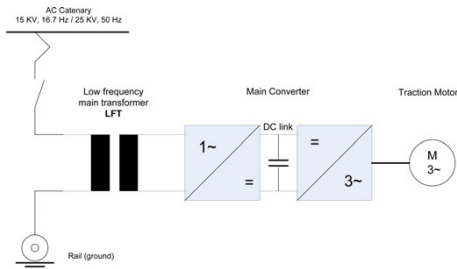 AC Catenary
15 KV, 16.7 Hz / 25 KV, 50 Hz
Low frequency
main transformer
LFT
Main Converter
Traction Motor
DC link
1~
=
=
3~
M
3~
Rail (ground)